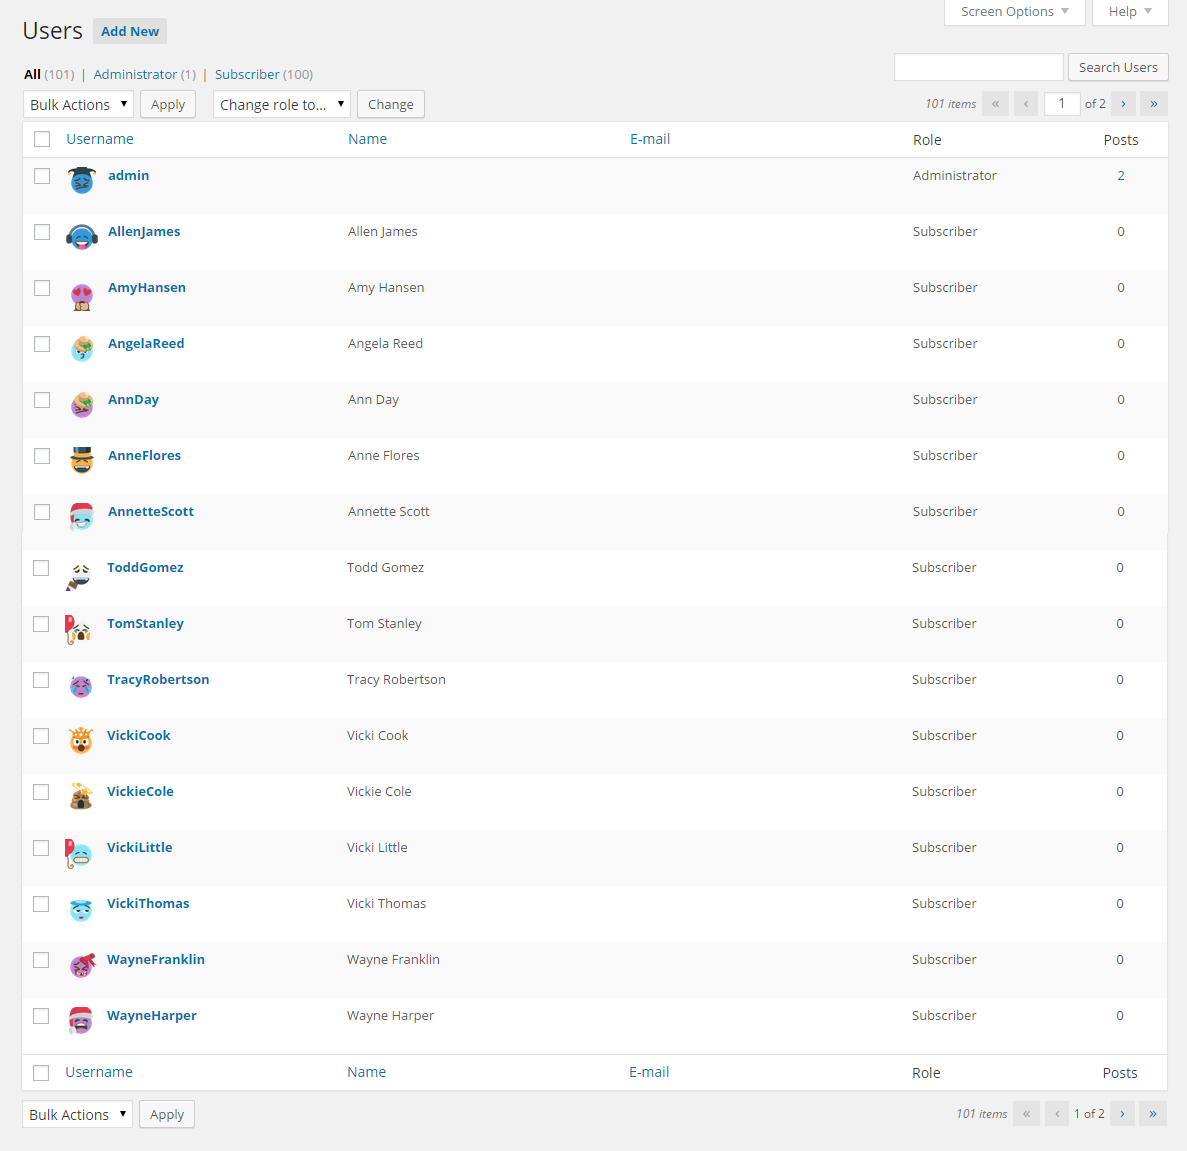 Screen Options Help
Users Add New
All (101) | Administrator (1) | Subscriber (100) Search Users
Bulk Actions Apply Change role to... Change 101 items « ‹ 1 of 2 › »
Username Name E-mail Role Posts
admin Administrator 2
AllenJames Allen James Subscriber 0
AmyHansen Amy Hansen Subscriber 0
AngelaReed Angela Reed Subscriber 0
AnnDay Ann Day Subscriber 0
AnneFlores Anne Flores Subscriber 0
AnnetteScott Annette Scott Subscriber 0
ToddGomez Todd Gomez Subscriber 0
TomStanley Tom Stanley Subscriber 0
TracyRobertson Tracy Robertson Subscriber 0
VickiCook Vicki Cook Subscriber 0
VickieCole Vickie Cole Subscriber 0
VickiLittle Vicki Little Subscriber 0
VickiThomas Vicki Thomas Subscriber 0
WayneFranklin Wayne Franklin Subscriber 0
WayneHarper Wayne Harper Subscriber 0
Username Name E-mail Role Posts
Bulk Actions Apply 101 items « ‹ 1 of 2 › »